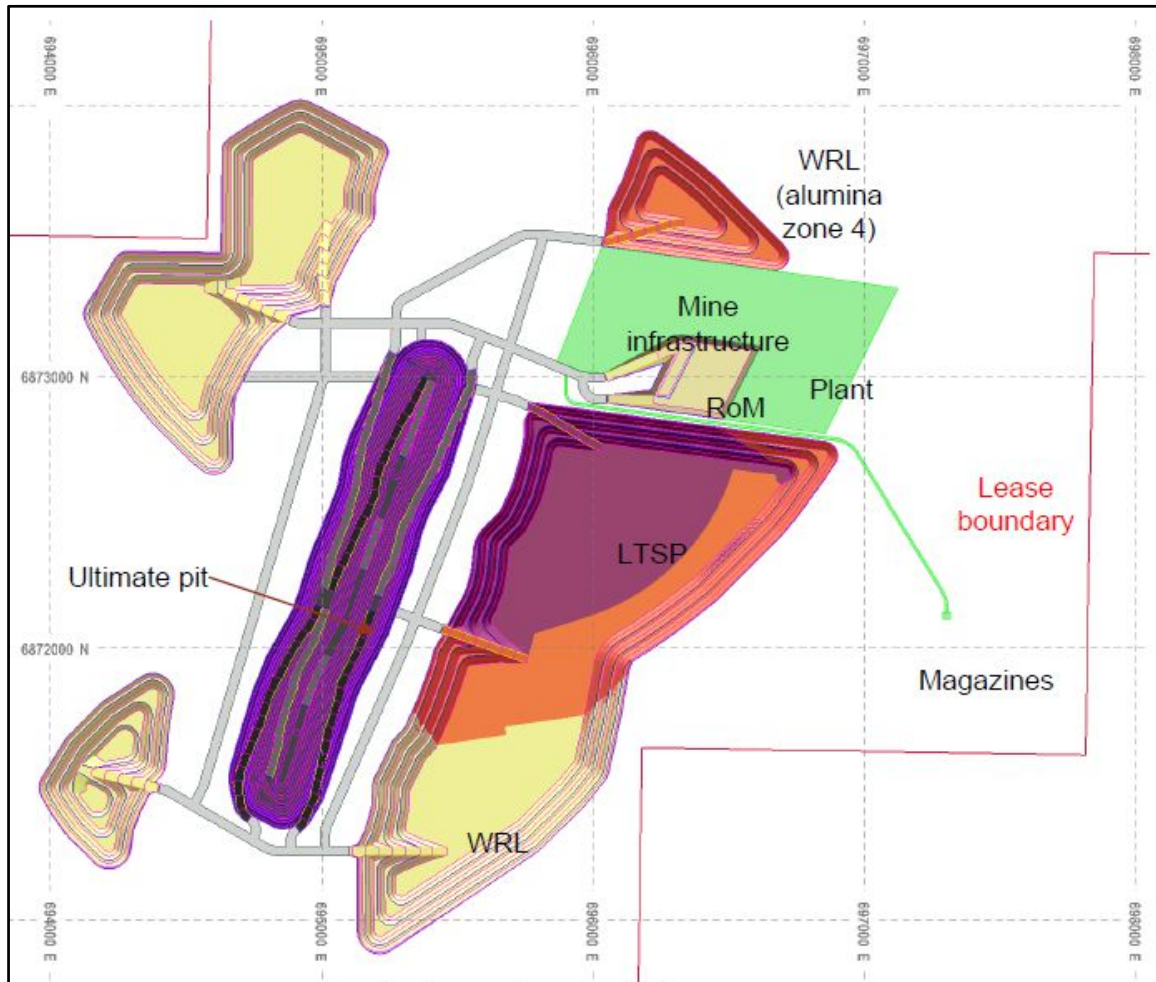 694000 E
695000 E
696000 E
697000 E
698000 E
WRL
(alumina
zone 4)
Mine
infrastructure
6873000 N
Plant
RoM
Lease
boundary
LTSP
Ultimate pit
6872000 N
Magazines
WRL
694000 E
695000 E
696000 E
697000 E
698000 E